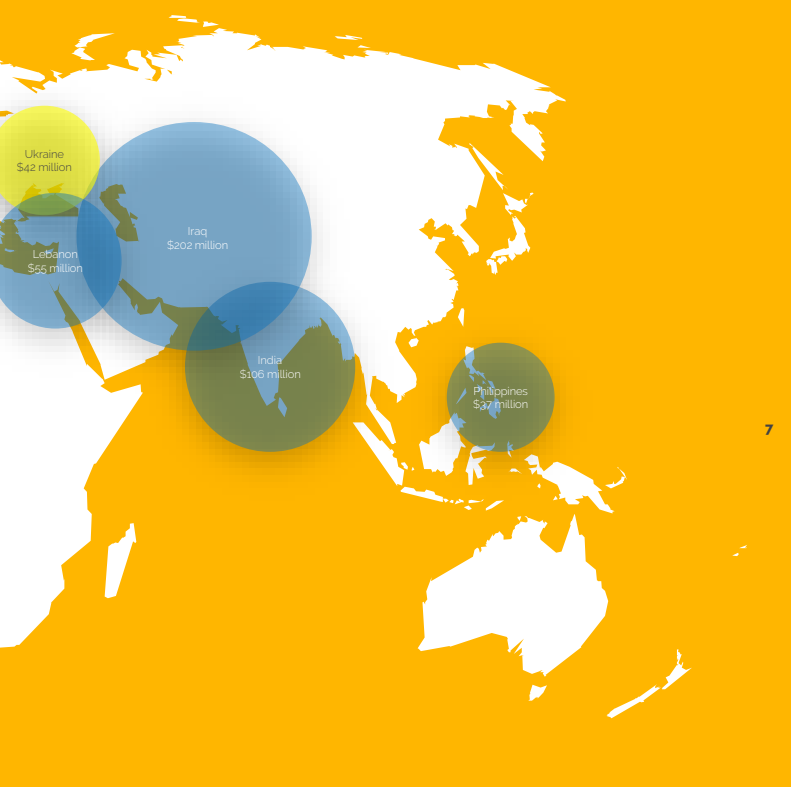 Ukraine
$42 million
Iraq
$202 million
Lebanon
$55 million
India
$106 million
Philippines
$37 million
7